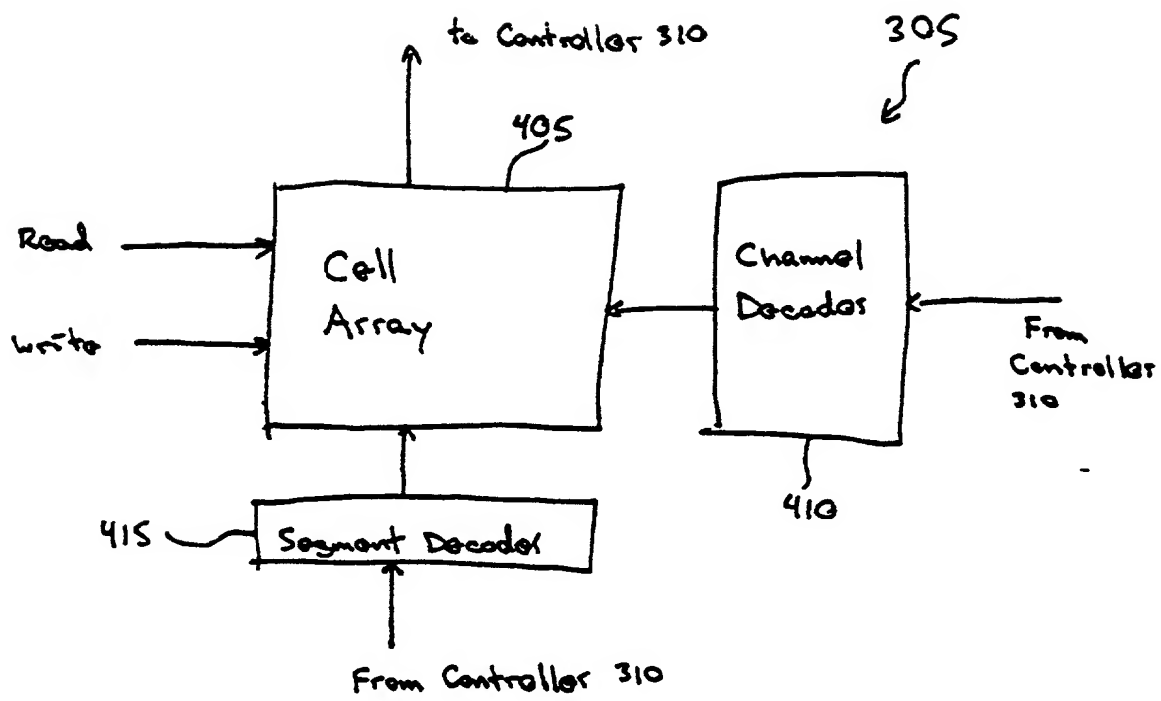 to Controller 310
305
405
Read
Cell
Array
Channel
Decoder
write
From
Controller
310
410
415
Segment Decoder
From Controller 310